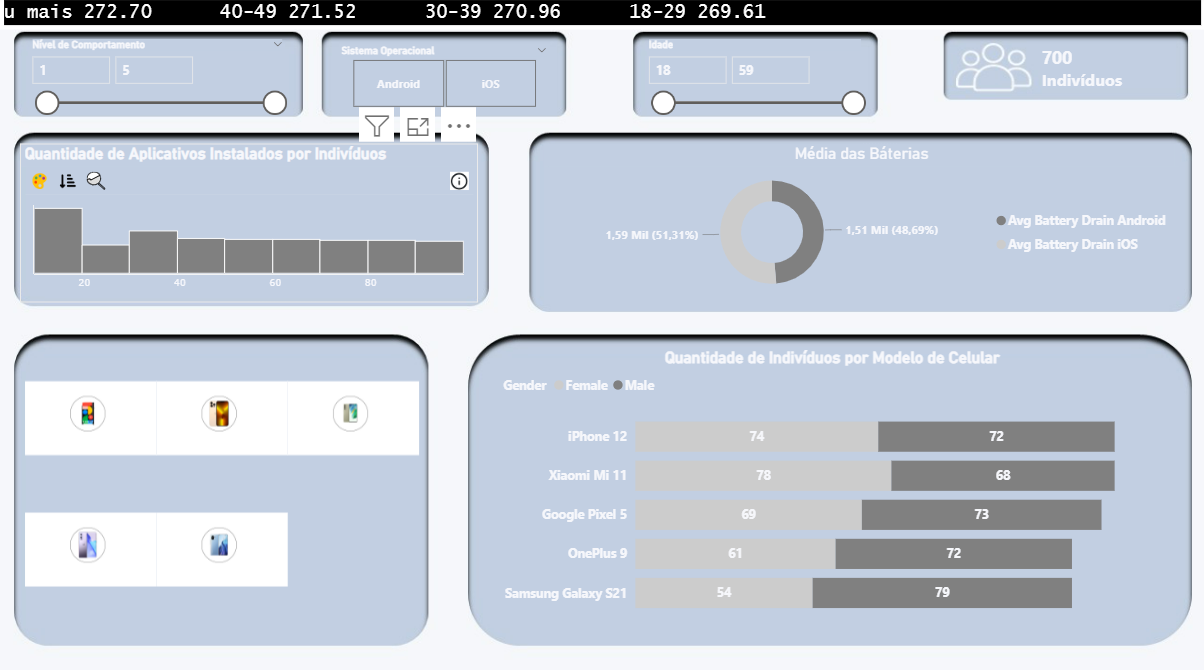 u mais 272.70 40-49 271.52 30-39 270.96 18-29 269.61
Nível de Comportamento
1 5
Sistema Operacional
Android iOS
Idade
18 59
700
Indivíduos
Quantidade de Aplicativos Instalados por Indivíduos
20 40 60 80
Média das Báterias
1,59 Mil (51,31%)
1,51 Mil (48,69%)
Avg Battery Drain Android
Avg Battery Drain iOS
Quantidade de Indivíduos por Modelo de Celular
Gender Female Male
iPhone 12 74 72
Xiaomi Mi 11 78 68
Google Pixel 5 69 73
OnePlus 9 61 72
Samsung Galaxy S21 54 79